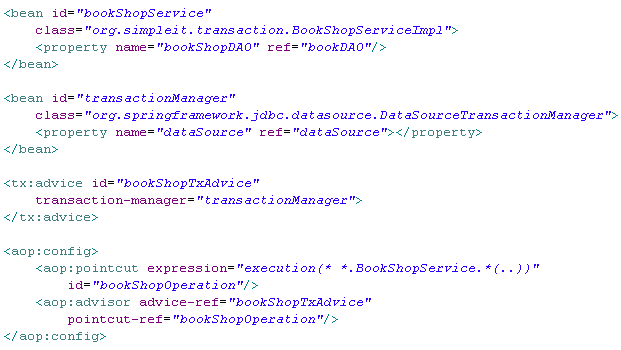 <bean id="bookShopService"
    class="org.simpleit.transaction.BookShopServiceImpl">
    <property name="bookShopDAO" ref="bookDAO"/>
</bean>

<bean id="transactionManager"
    class="org.springframework.jdbc.datasource.DataSourceTransactionManager">
    <property name="dataSource" ref="dataSource"></property>
</bean>

<tx:advice id="bookShopTxAdvice"
    transaction-manager="transactionManager">
</tx:advice>

<aop:config>
    <aop:pointcut expression="execution(* *.BookShopService.*(..))"
        id="bookShopOperation"/>
    <aop:advisor advice-ref="bookShopTxAdvice"
        pointcut-ref="bookShopOperation"/>
</aop:config>